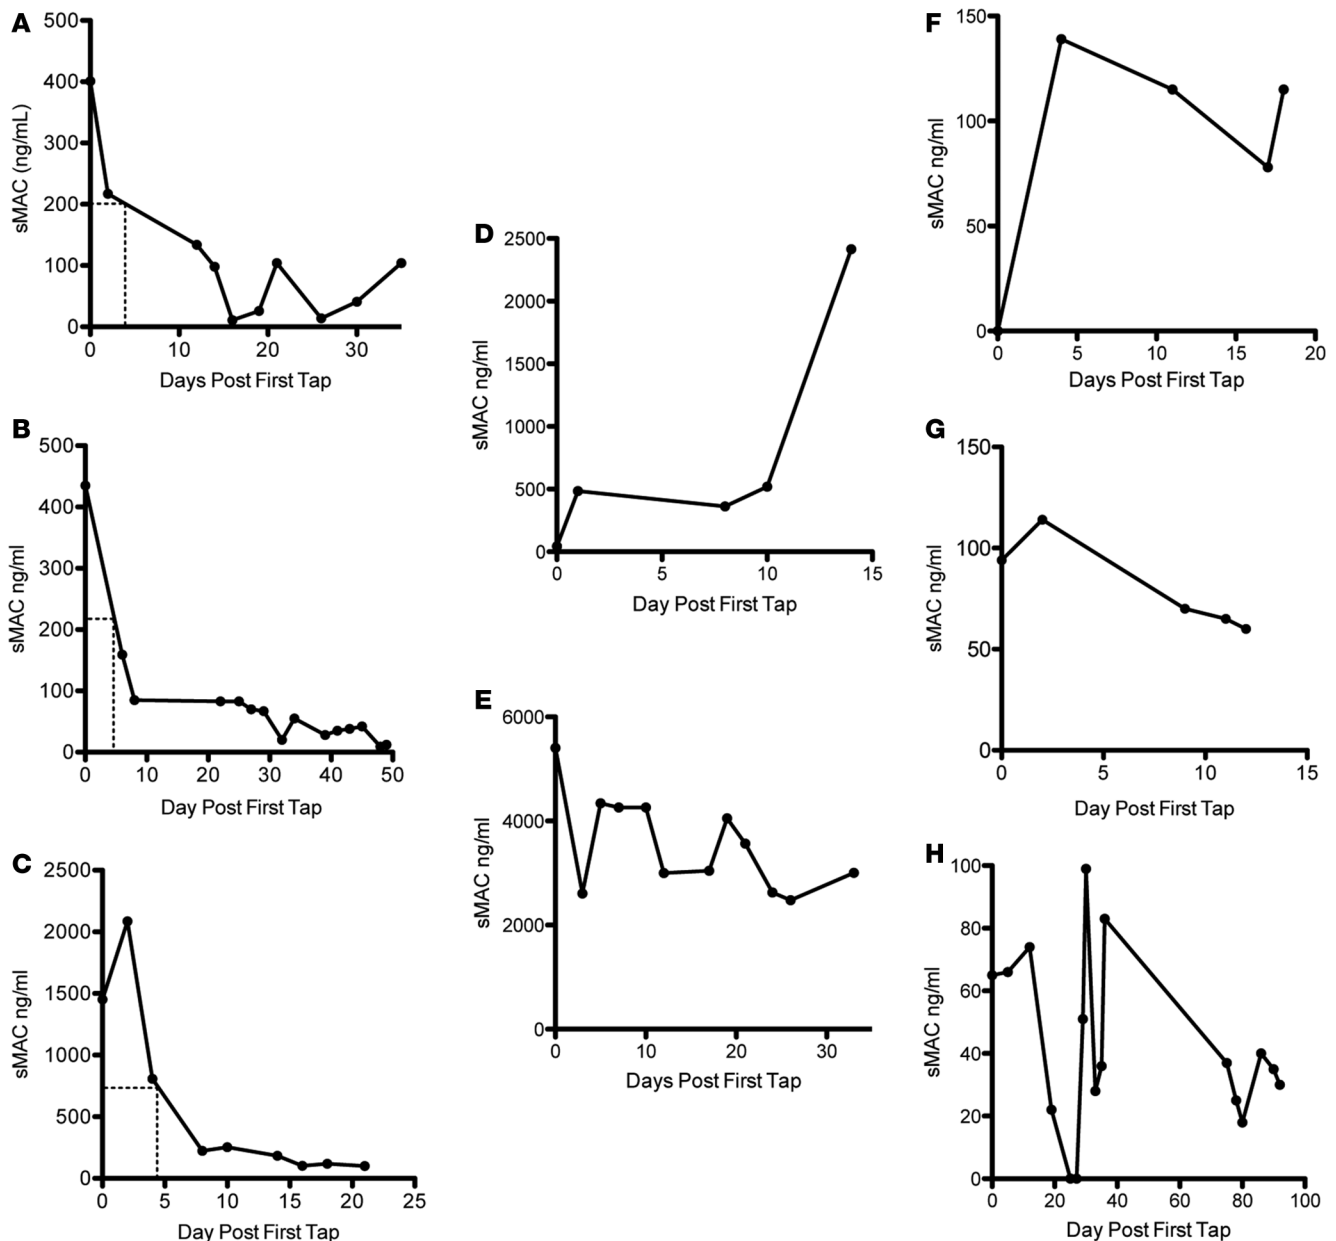 A
500
400
300
200
100
0
0 10 20 30
sMAC (ng/mL)
Days Post First Tap
B
500
400
300
200
100
0
0 10 20 30 40 50
sMAC ng/ml
Day Post First Tap
C
2500
2000
1500
1000
500
0
0 5 10 15 20 25
sMAC ng/ml
Day Post First Tap
D
2500
2000
1500
1000
500
0
0 5 10 15
sMAC ng/ml
Day Post First Tap
E
6000
4000
2000
0
0 10 20 30
sMAC ng/ml
Days Post First Tap
F
150
100
50
0
0 5 10 15 20
sMAC ng/ml
Days Post First Tap
G
150
100
50
0
0 5 10 15
sMAC ng/ml
Day Post First Tap
H
100
80
60
40
20
0
0 20 40 60 80 100
sMAC ng/ml
Day Post First Tap